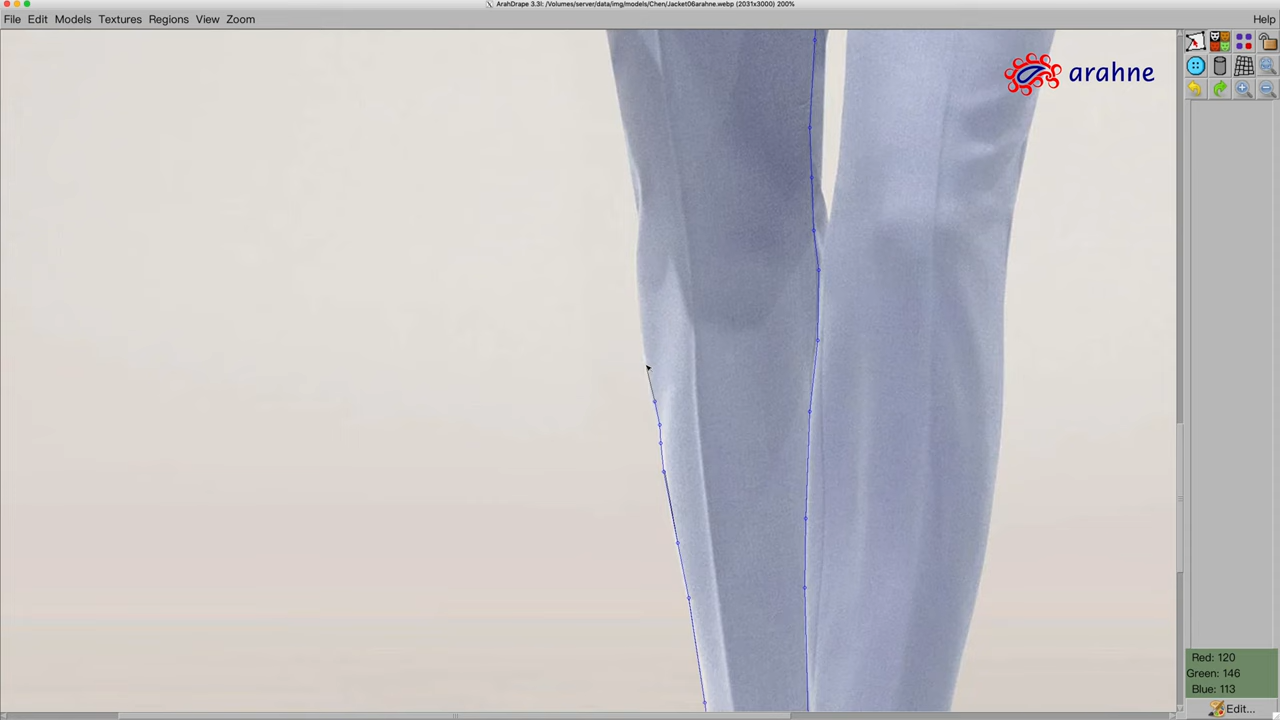 ArahDrape 3.3l: /Volumes/server/data/img/models/Chen/Jacket06arahne.webp (2031x3000) 200%
File Edit Models Textures Regions View Zoom Help
arahne
Red: 120
Green: 146
Blue: 113
Edit...